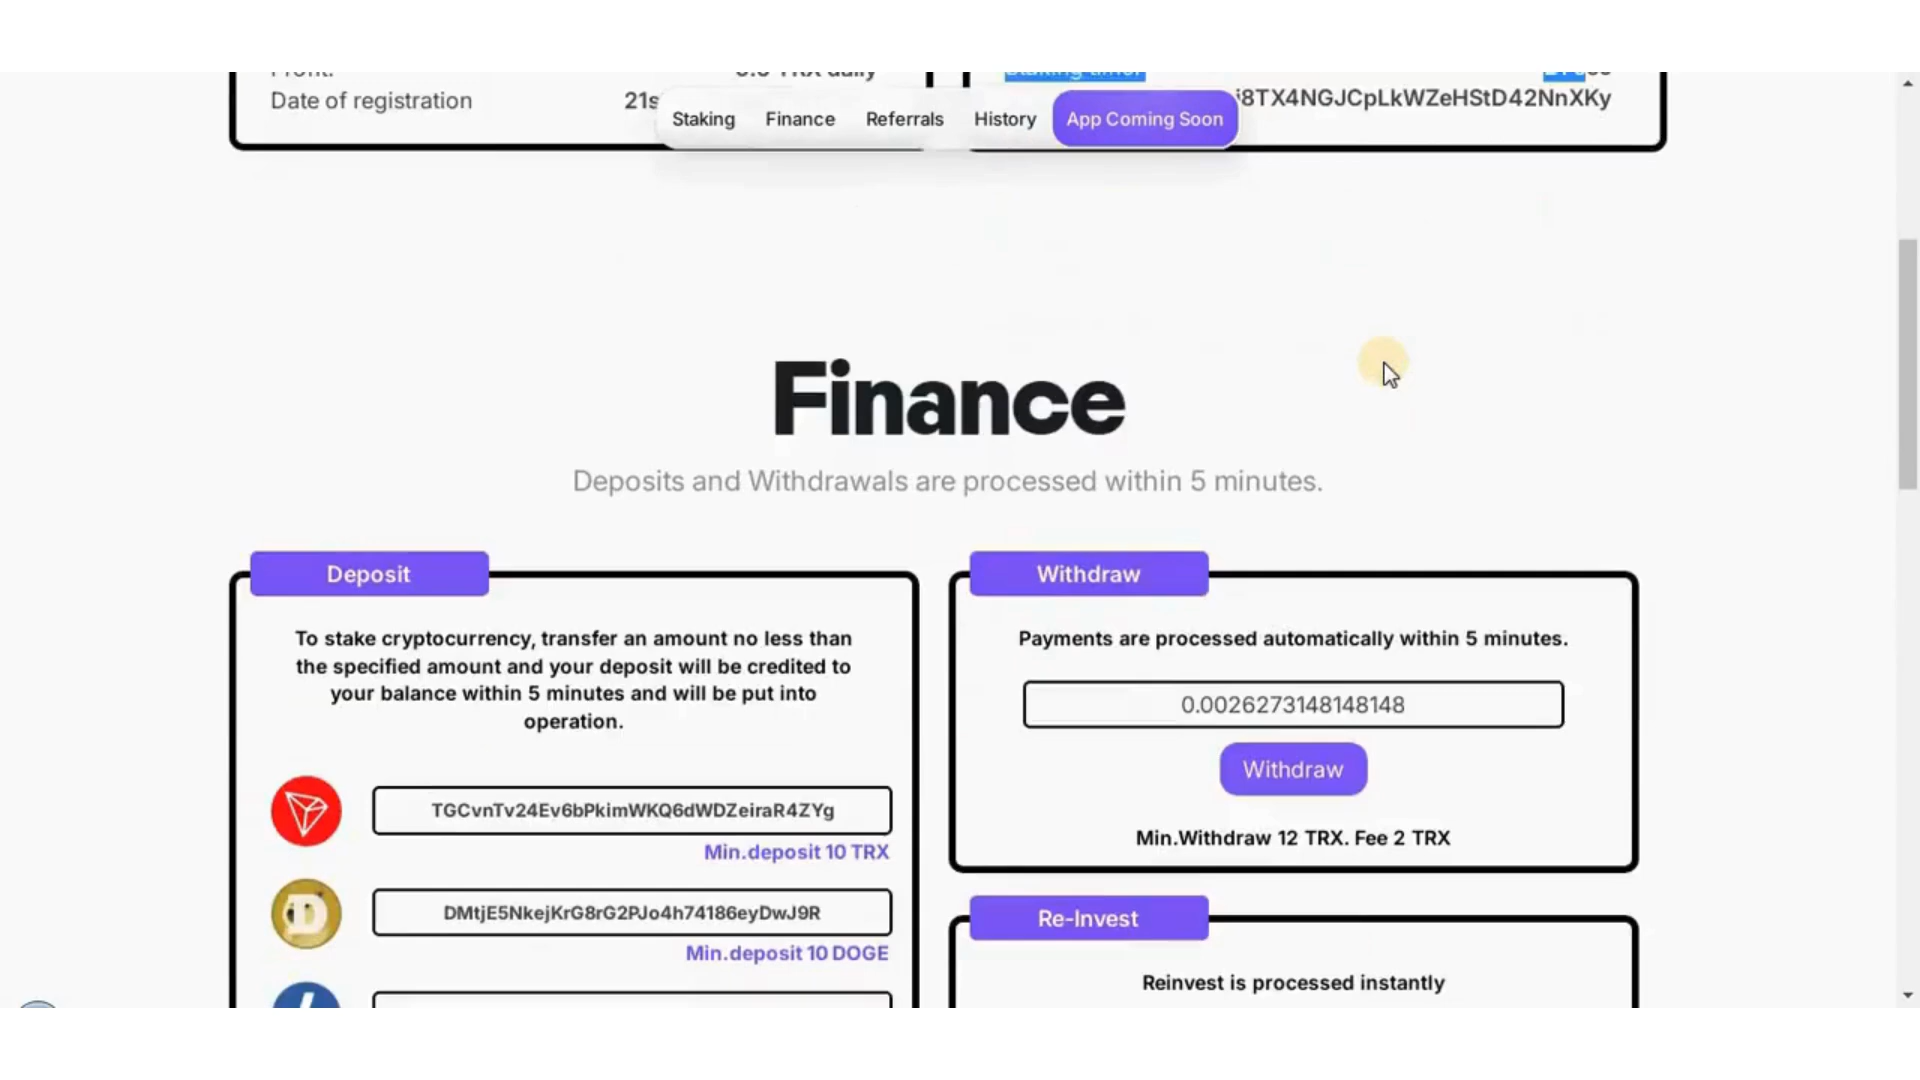 Date of registration
Staking Finance Referrals History App Coming Soon
Finance
Deposits and Withdrawals are processed within 5 minutes.
Deposit
To stake cryptocurrency, transfer an amount no less than
the specified amount and your deposit will be credited to
your balance within 5 minutes and will be put into
operation.
TGCvnTv24Ev6bPkimWKQ6dWDZeiraR4ZYg
Min.deposit 10 TRX
DMtjE5NkejKrG8rG2PJo4h74186eyDwJ9R
Min.deposit 10 DOGE
Withdraw
Payments are processed automatically within 5 minutes.
0.0026273148148148
Withdraw
Min.Withdraw 12 TRX. Fee 2 TRX
Re-Invest
Reinvest is processed instantly